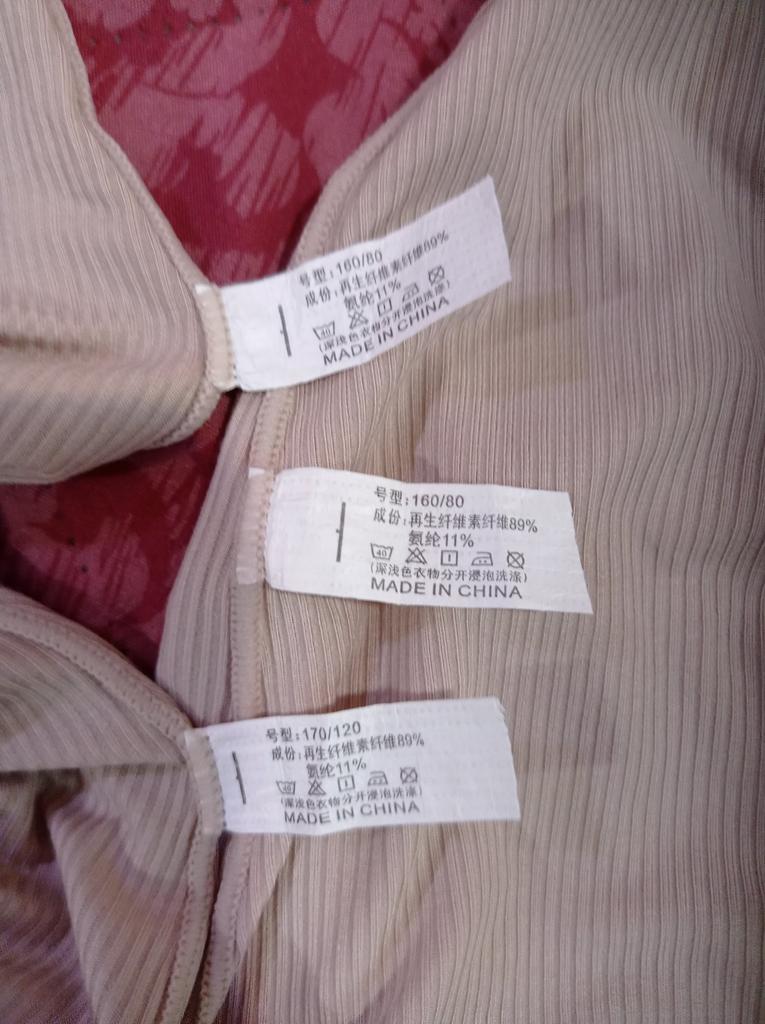 号型:160/80
成份:再生纤维素纤维89%
氨纶11%
40
(深浅色衣物分开浸泡洗涤)
MADE IN CHINA
号型:160/80
成份:再生纤维素纤维89%
氨纶11%
40
(深浅色衣物分开浸泡洗涤)
MADE IN CHINA
号型:170/120
成份:再生纤维素纤维89%
氨纶11%
40
(深浅色衣物分开浸泡洗涤)
MADE IN CHINA